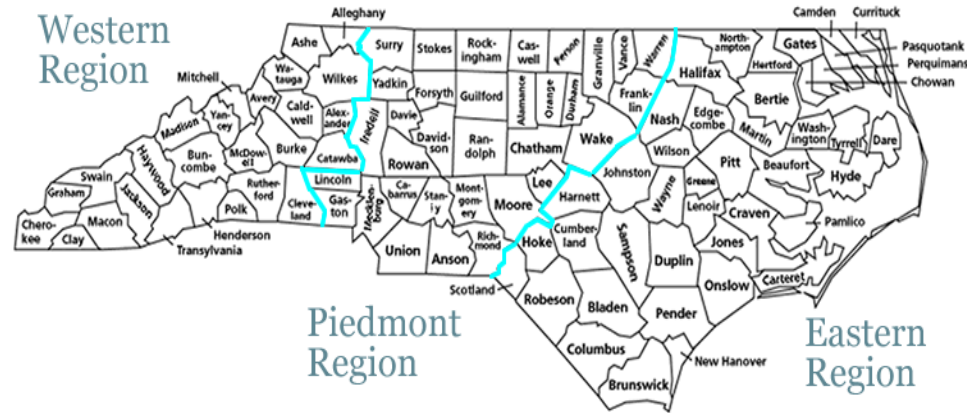 Western
Region
Alleghany
Camden
Currituck
Ashe
Surry
Stokes
Rock-
ingham
Cas-
well
Person
Granville
Vance
Warren
North-
ampton
Gates
Pasquotank
Hertford
Perquimans
Chowan
Mitchell
Wa-
tauga
Wilkes
Yadkin
Forsyth
Guilford
Alamance
Orange
Durham
Frank-
lin
Halifax
Bertie
Avery
Cald-
well
Alex-
ander
Iredell
Davie
Nash
Edge-
combe
Martin
Wash-
ington
Tyrrell
Dare
Madison
Yan-
cey
Burke
Catawba
Rowan
David-
son
Ran-
dolph
Chatham
Wake
Wilson
Pitt
Beaufort
Hyde
Haywood
Bun-
combe
McDow-
ell
Lincoln
Johnston
Swain
Graham
Jackson
Ruther-
ford
Cleve-
land
Gas-
ton
Mecklen-
burg
Ca-
barrus
Stan-
ly
Mont-
gom-
ery
Moore
Lee
Harnett
Wayne
Greene
Lenoir
Craven
Pamlico
Chero-
kee
Macon
Clay
Polk
Henderson
Transylvania
Union
Anson
Rich-
mond
Hoke
Cumber-
land
Sampson
Duplin
Jones
Carteret
Onslow
Scotland
Robeson
Bladen
Pender
Piedmont
Region
Columbus
New Hanover
Brunswick
Eastern
Region